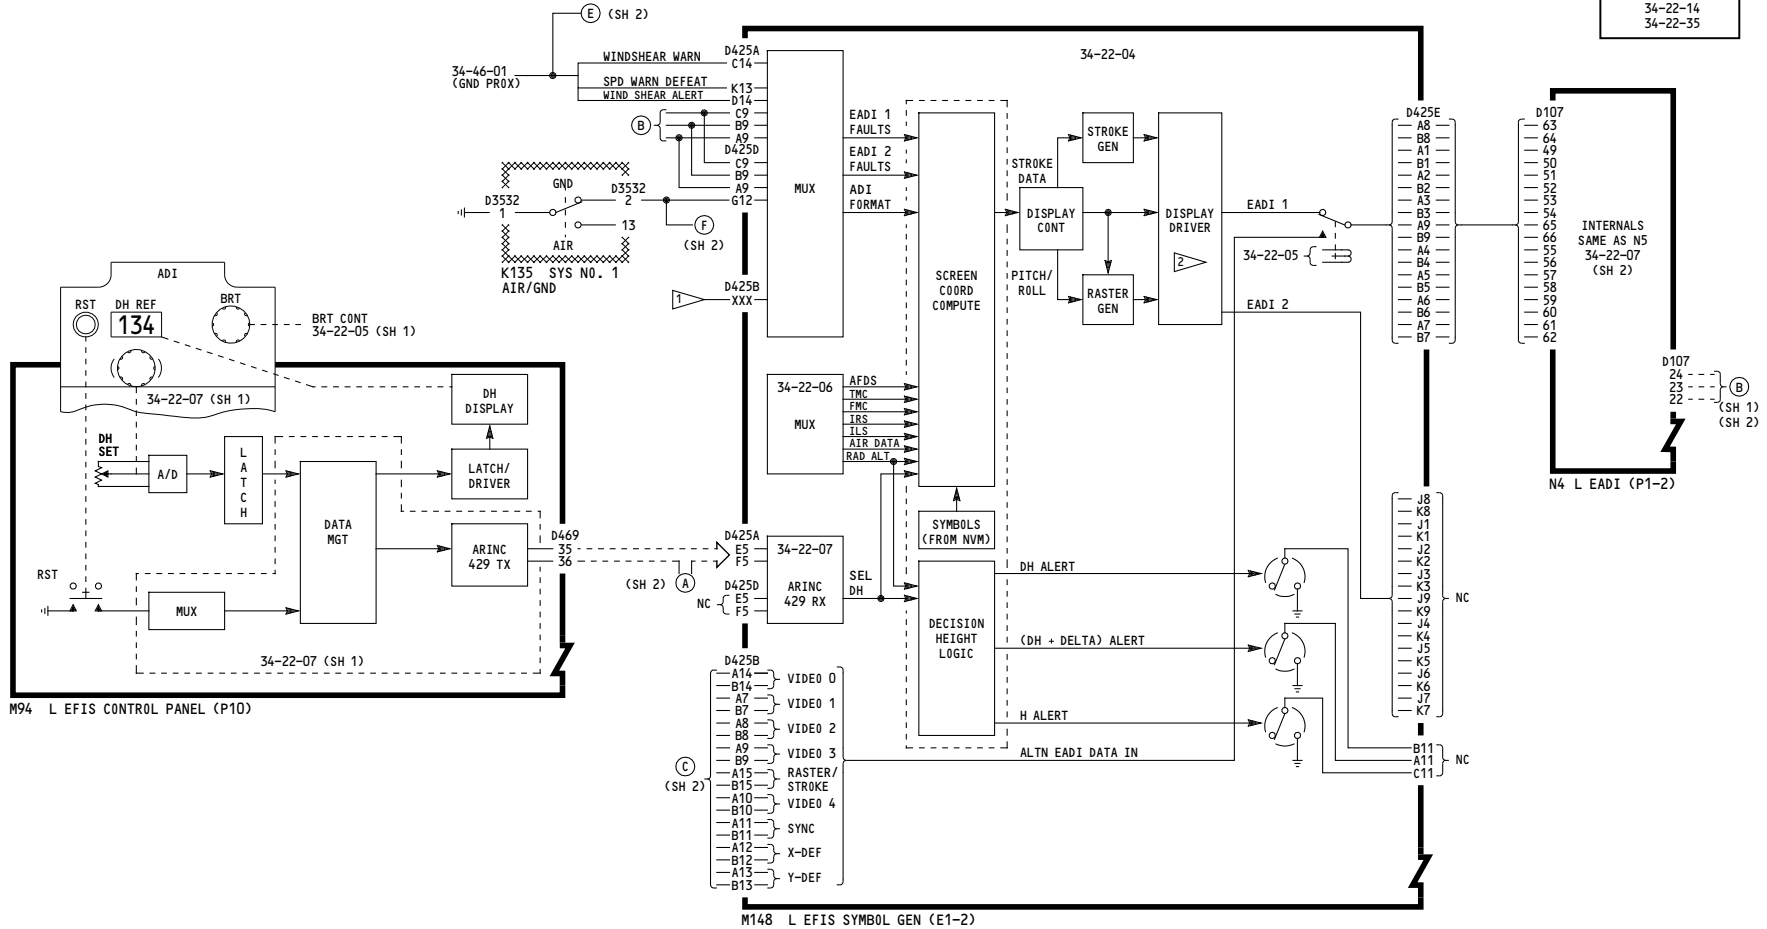 34-22-14
34-22-35
E (SH 2)
34-46-01
(GND PROX)
WINDSHEAR WARN
SPD WARN DEFEAT
WIND SHEAR ALERT
D425A
C14
K13
D14
C9
B9
A9
B
D425D
C9
B9
A9
G12
MUX
GND
D3532
1
D3532
2
13
AIR
K135 SYS NO. 1
AIR/GND
F
(SH 2)
1
D425B
XXX
34-22-04
EADI 1
FAULTS
EADI 2
FAULTS
ADI
FORMAT
SCREEN
COORD
COMPUTE
STROKE
DATA
STROKE
GEN
DISPLAY
CONT
PITCH/
ROLL
RASTER
GEN
DISPLAY
DRIVER
2
EADI 1
EADI 2
34-22-05
D425E
A8
B8
A1
B1
A2
B2
A3
B3
A9
B9
A4
B4
A5
B5
A6
B6
A7
B7
D107
63
64
49
50
51
52
53
54
65
66
55
56
57
58
59
60
61
62
INTERNALS
SAME AS N5
34-22-07
(SH 2)
D107
24
23
22
B
(SH 1)
(SH 2)
N4 L EADI (P1-2)
ADI
RST
DH REF
134
BRT
BRT CONT
34-22-05 (SH 1)
34-22-07 (SH 1)
DH
SET
A/D
LATCH
DATA
MGT
DH
DISPLAY
LATCH/
DRIVER
ARINC
429 TX
RST
MUX
34-22-07 (SH 1)
D469
35
36
M94 L EFIS CONTROL PANEL (P10)
(SH 2) A
34-22-06
MUX
AFDS
TMC
FMC
IRS
ILS
AIR DATA
RAD ALT
SYMBOLS
(FROM NVM)
D425A
E5
F5
D425D
NC
E5
F5
34-22-07
ARINC
429 RX
SEL
DH
DECISION
HEIGHT
LOGIC
DH ALERT
(DH + DELTA) ALERT
H ALERT
ALTN EADI DATA IN
J8
K8
J1
K1
J2
K2
J3
K3
J9
K9
J4
K4
J5
K5
J6
K6
J7
K7
NC
B11
A11
C11
NC
D425B
A14
B14
VIDEO 0
A7
B7
VIDEO 1
A8
B8
VIDEO 2
A9
B9
VIDEO 3
A15
B15
RASTER/
STROKE
A10
B10
VIDEO 4
A11
B11
SYNC
A12
B12
X-DEF
A13
B13
Y-DEF
C
(SH 2)
M148 L EFIS SYMBOL GEN (E1-2)